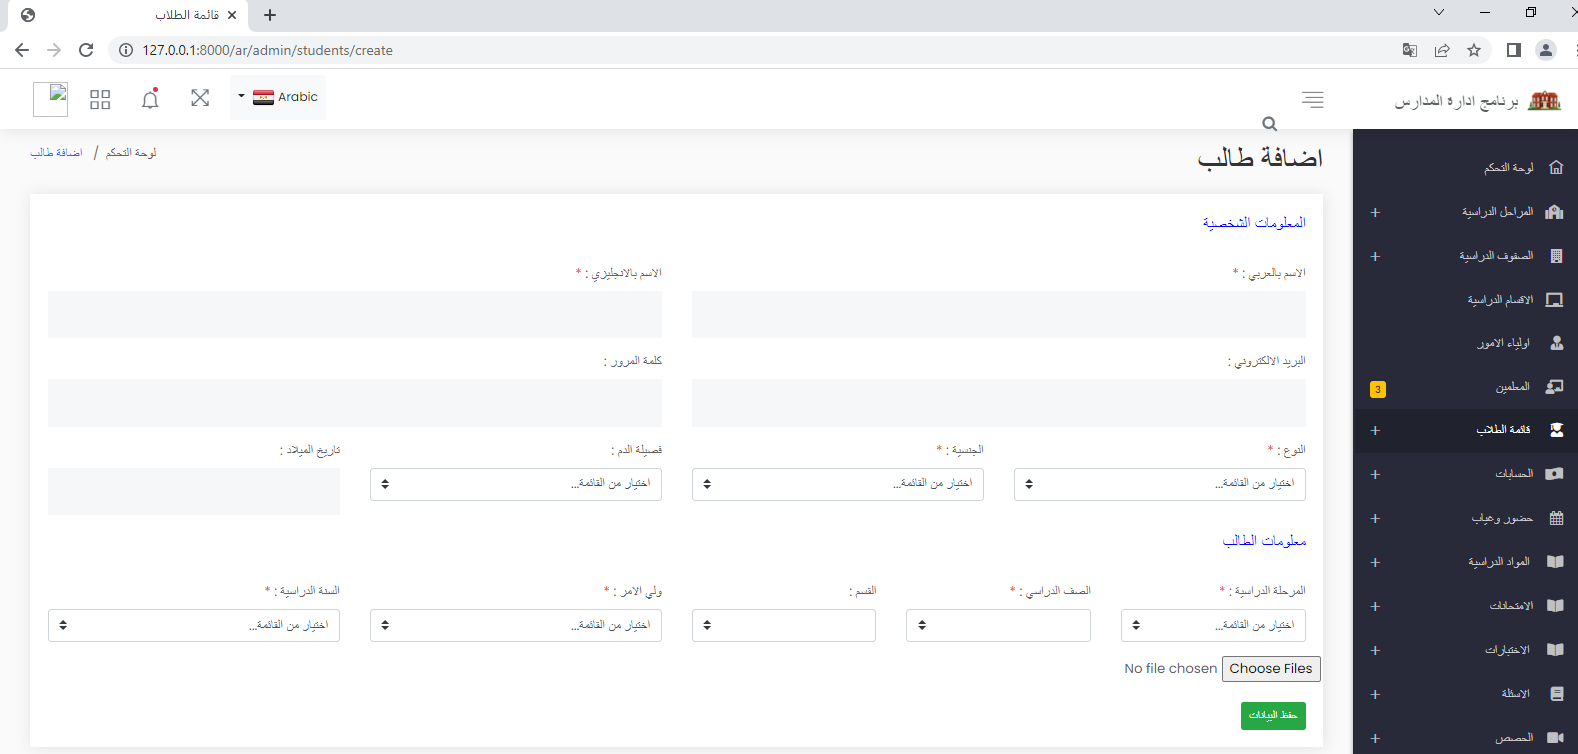 قائمة الطلاب
127.0.0.1:8000/ar/admin/students/create
برنامج ادارة المدارس
Arabic
اضافة طالب
لوحة التحكم / اضافة طالب
لوحة التحكم
المراحل الدراسية
الصفوف الدراسية
الاقسام الدراسية
اولياء الامور
المعلمين 3
قائمة الطلاب
الحسابات
حضور وغياب
المواد الدراسية
الامتحانات
الاختبارات
الاسئلة
الحصص
المعلومات الشخصية
الاسم بالعربي : * الاسم بالانجليزي : *
البريد الالكتروني : كلمة المرور :
النوع : * الجنسية : * فصيلة الدم : تاريخ الميلاد :
اختيار من القائمة... اختيار من القائمة... اختيار من القائمة...
معلومات الطالب
المرحلة الدراسية : * الصف الدراسي : * القسم : ولي الامر : * السنة الدراسية : *
اختيار من القائمة... اختيار من القائمة... اختيار من القائمة...
Choose Files No file chosen
حفظ البيانات